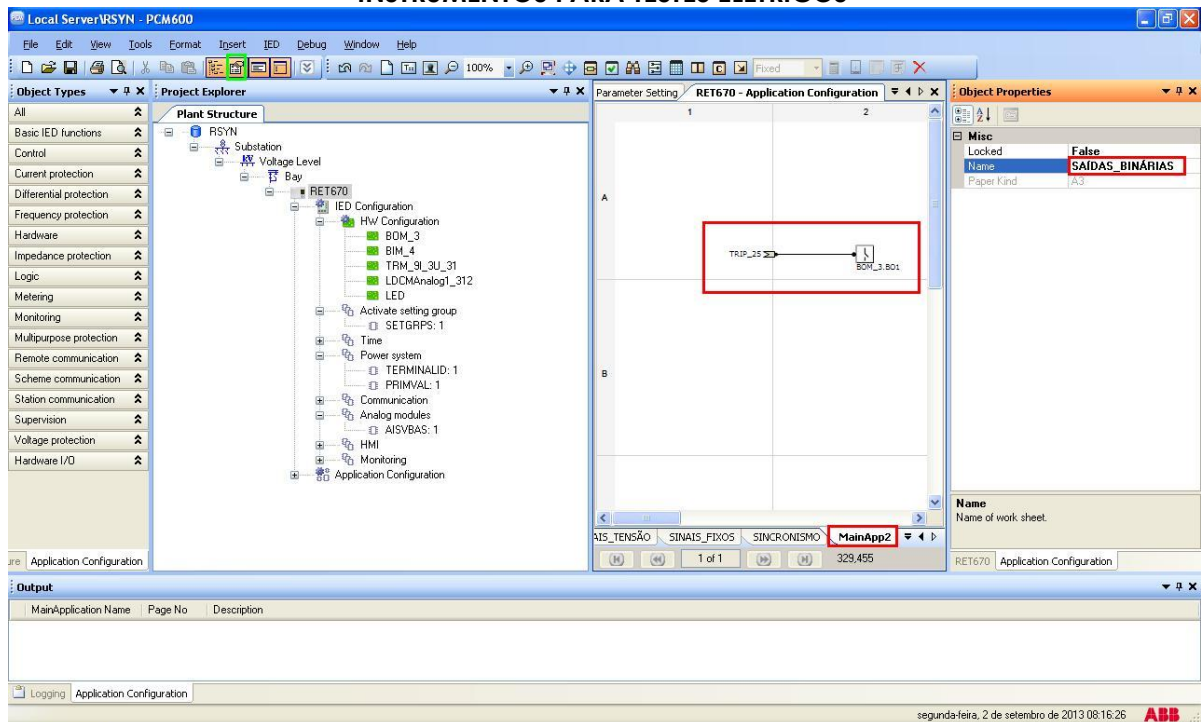 INSTRUMENTOS PARA TESTES ELÉTRICOS
Local Server\RSYN - PCM600
File Edit View Tools Format Insert IED Debug Window Help
100% Fixed
Object Types
All
Basic IED functions
Control
Current protection
Differential protection
Frequency protection
Hardware
Impedance protection
Logic
Metering
Monitoring
Multipurpose protection
Remote communication
Scheme communication
Station communication
Supervision
Voltage protection
Hardware I/O
Application Configuration
Project Explorer
Plant Structure
RSYN
Substation
Voltage Level
Bay
RET670
IED Configuration
HW Configuration
BOM_3
BIM_4
TRM_9I_3U_31
LDCMAnalog1_312
LED
Activate setting group
SETGRPS: 1
Time
Power system
TERMINALID: 1
PRIMVAL: 1
Communication
Analog modules
AISVBAS: 1
HMI
Monitoring
Application Configuration
Parameter Setting RET670 - Application Configuration
1 2
A
TRIP_25
BOM_3.BO1
B
AIS_TENSÃO SINAIS_FIXOS SINCRONISMO MainApp2
1 of 1 329,455
Object Properties
Misc
Locked False
Name SAÍDAS_BINÁRIAS
Paper Kind A3
Name
Name of work sheet.
RET670 Application Configuration
Output
MainApplication Name Page No Description
Logging Application Configuration
segunda-feira, 2 de setembro de 2013 08:16:26 ABB